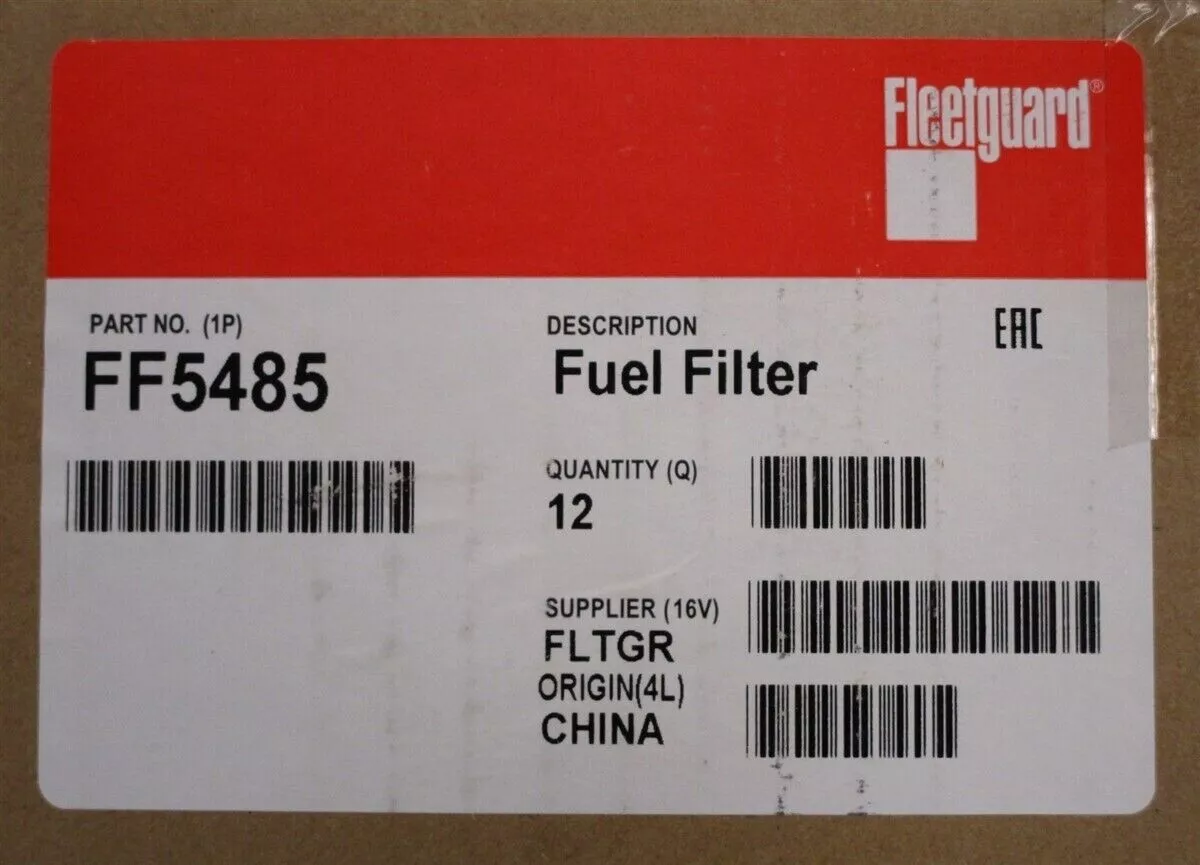 Fleetguard®
PART NO. (1P)
FF5485
DESCRIPTION
Fuel Filter
EAC
QUANTITY (Q)
12
SUPPLIER (16V)
FLTGR
ORIGIN(4L)
CHINA